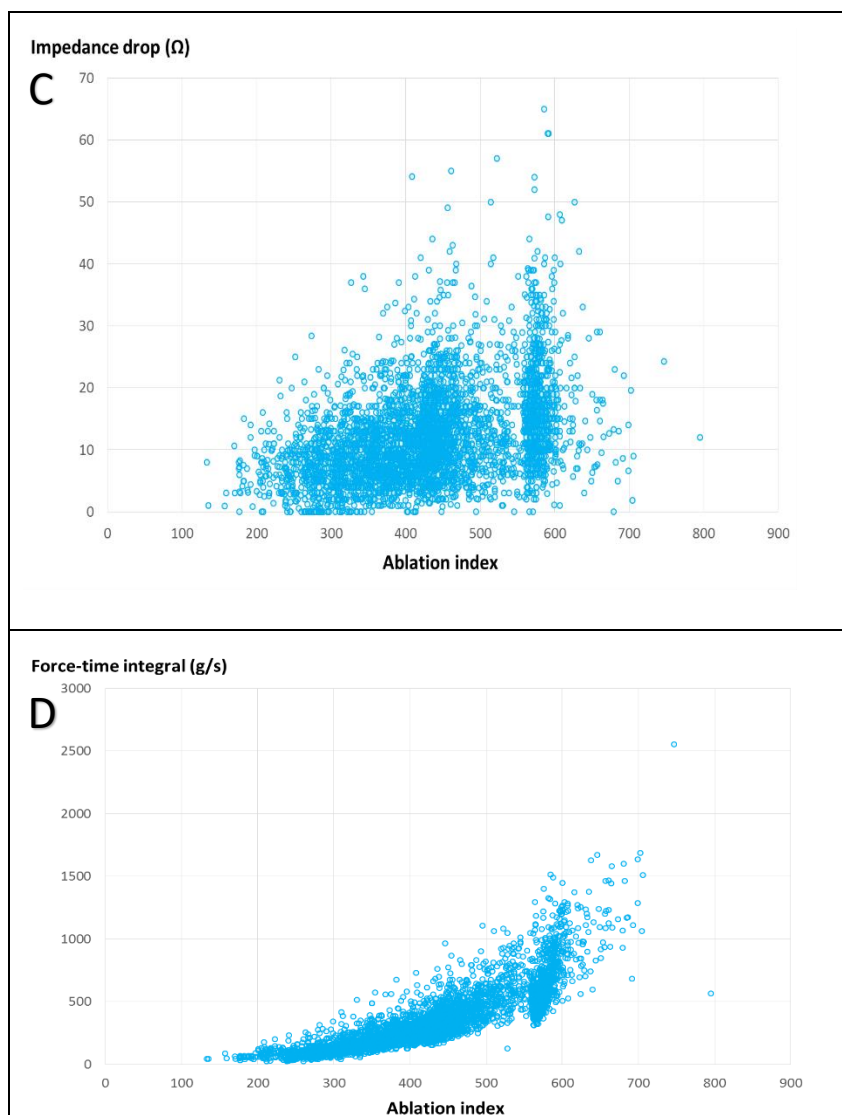 Impedance drop (Ω)
C
70
60
50
40
30
20
10
0
0 100 200 300 400 500 600 700 800 900
Ablation index
Force-time integral (g/s)
D
3000
2500
2000
1500
1000
500
0
0 100 200 300 400 500 600 700 800 900
Ablation index